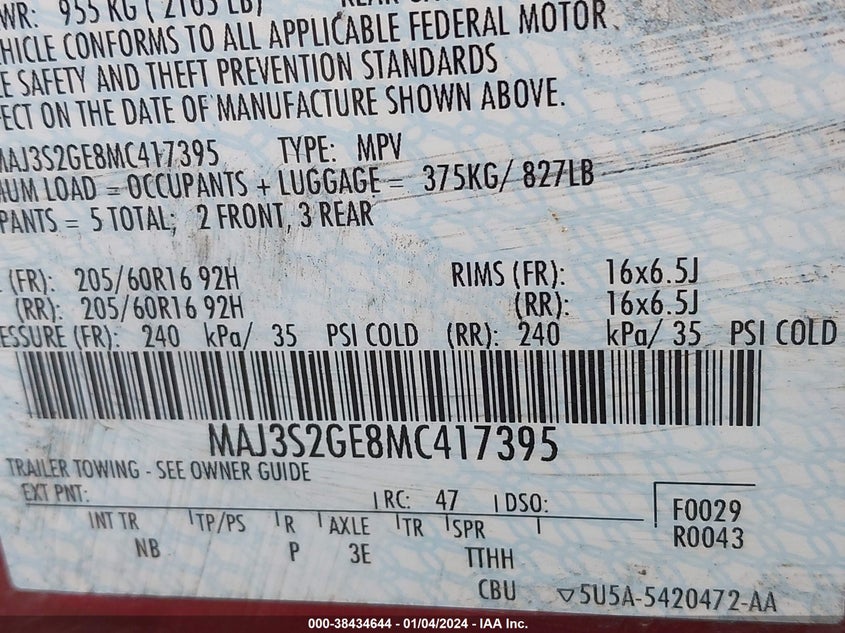 WR: 955 KG ( 2105 LB)
HICLE CONFORMS TO ALL APPLICABLE FEDERAL MOTOR
E SAFETY AND THEFT PREVENTION STANDARDS
ECT ON THE DATE OF MANUFACTURE SHOWN ABOVE.
MAJ3S2GE8MC417395 TYPE: MPV
UM LOAD = OCCUPANTS + LUGGAGE = 375KG/ 827LB
PANTS = 5 TOTAL; 2 FRONT, 3 REAR
(FR): 205/60R16 92H RIMS (FR): 16x6.5J
(RR): 205/60R16 92H (RR): 16x6.5J
ESSURE (FR): 240 kPa/ 35 PSI COLD (RR): 240 kPa/ 35 PSI COLD
MAJ3S2GE8MC417395
TRAILER TOWING - SEE OWNER GUIDE
EXT PNT: RC: 47 DSO:
F0029
R0043
INT TR TP/PS R AXLE TR SPR
NB P 3E TTHH
CBU ▽5U5A-5420472-AA
000-38434644 - 01/04/2024 - IAA Inc.